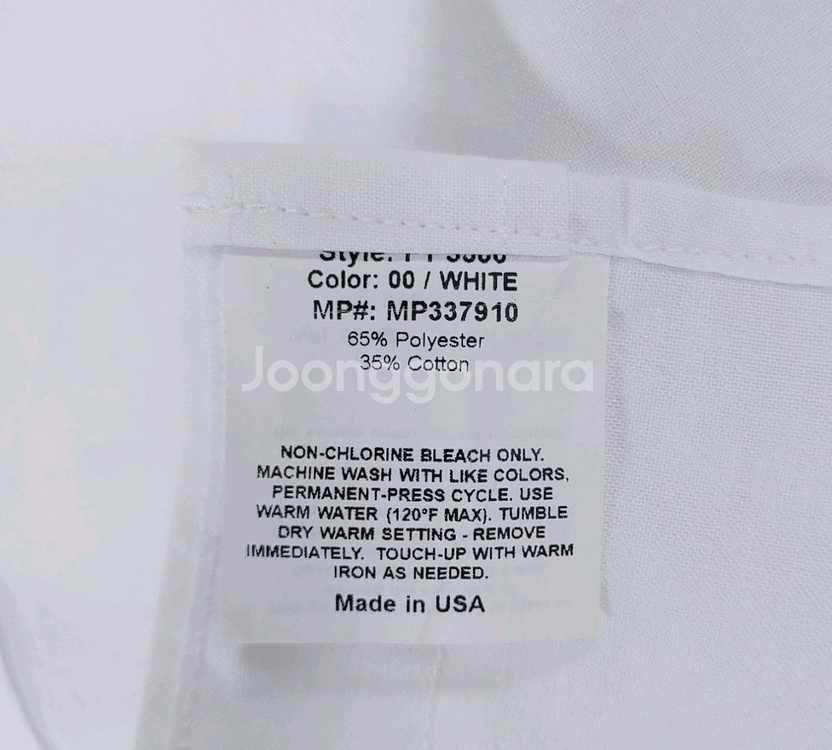 Style:
Color: 00 / WHITE
MP#: MP337910
65% Polyester
35% Cotton
Joonggonara
NON-CHLORINE BLEACH ONLY.
MACHINE WASH WITH LIKE COLORS,
PERMANENT-PRESS CYCLE. USE
WARM WATER (120°F MAX). TUMBLE
DRY WARM SETTING - REMOVE
IMMEDIATELY. TOUCH-UP WITH WARM
IRON AS NEEDED.
Made in USA